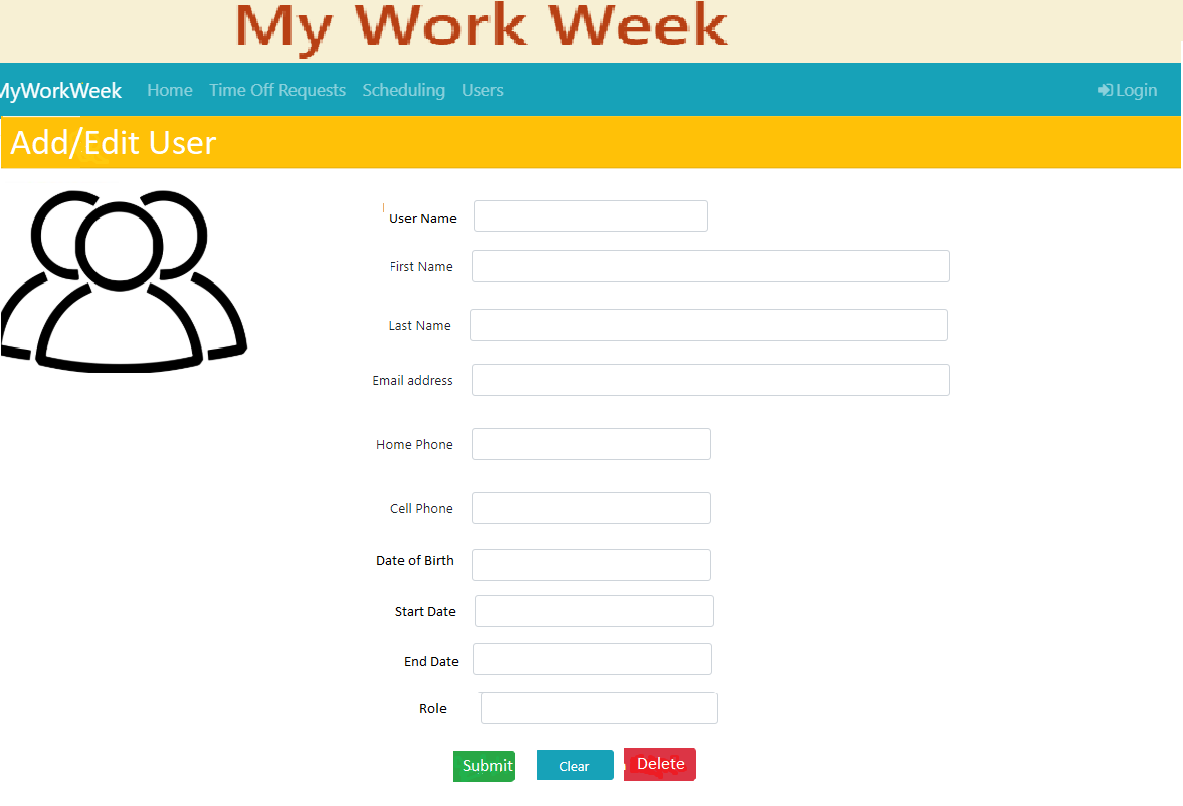 My Work Week
MyWorkWeek Home Time Off Requests Scheduling Users Login
Add/Edit User
User Name
First Name
Last Name
Email address
Home Phone
Cell Phone
Date of Birth
Start Date
End Date
Role
Submit Clear Delete